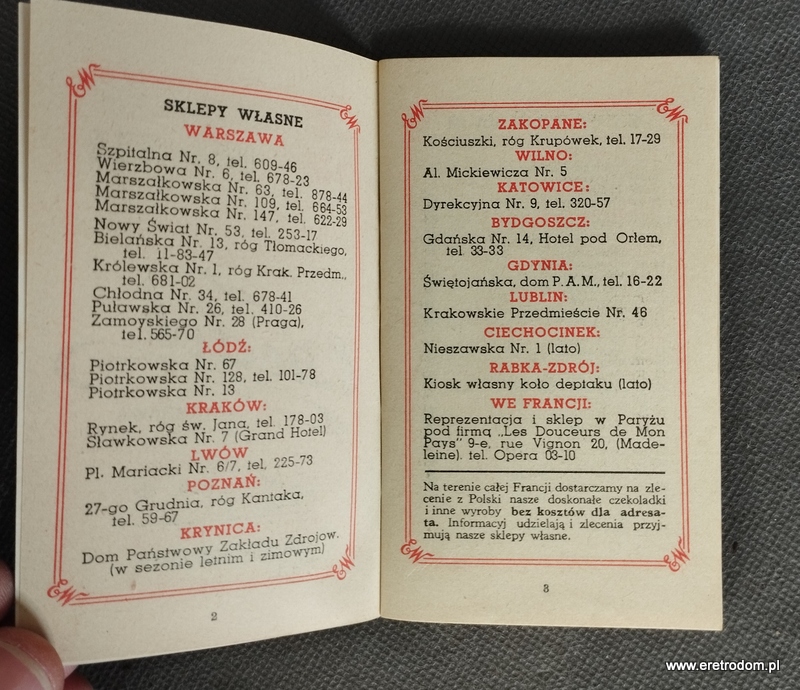 SKLEPY WŁASNE
WARSZAWA
Szpitalna Nr. 8, tel. 609-46
Wierzbowa Nr. 6, tel. 678-23
Marszałkowska Nr. 63, tel. 878-44
Marszałkowska Nr. 109, tel. 664-53
Marszałkowska Nr. 147, tel. 622-29
Nowy Świat Nr. 53, tel. 253-17
Bielańska Nr. 13, róg Tłomackiego,
tel. 11-83-47
Królewska Nr. 1, róg Krak. Przedm.,
tel. 681-02
Chłodna Nr. 34, tel. 678-41
Puławska Nr. 26, tel. 410-26
Zamoyskiego Nr. 28 (Praga),
tel. 565-70
ŁÓDŹ:
Piotrkowska Nr. 67
Piotrkowska Nr. 128, tel. 101-78
Piotrkowska Nr. 13
KRAKÓW:
Rynek, róg św. Jana, tel. 178-03
Sławkowska Nr. 7 (Grand Hotel)
LWÓW
Pl. Mariacki Nr. 6/7, tel. 225-73
POZNAŃ:
27-go Grudnia, róg Kantaka,
tel. 59-67
KRYNICA:
Dom Państwowy Zakładu Zdrojow.
(w sezonie letnim i zimowym)
2
ZAKOPANE:
Kościuszki, róg Krupówek, tel. 17-29
WILNO:
Al. Mickiewicza Nr. 5
KATOWICE:
Dyrekcyjna Nr. 9, tel. 320-57
BYDGOSZCZ:
Gdańska Nr. 14, Hotel pod Orłem,
tel. 33-33
GDYNIA:
Świętojańska, dom P. A. M., tel. 16-22
LUBLIN:
Krakowskie Przedmieście Nr. 46
CIECHOCINEK:
Nieszawska Nr. 1 (lato)
RABKA-ZDRÓJ:
Kiosk własny koło deptaku (lato)
WE FRANCJI:
Reprezentacja i sklep w Paryżu
pod firmą „Les Douceurs de Mon
Pays" 9-e, rue Vignon 20, (Made-
leine). tel. Opera 03-10
Na terenie całej Francji dostarczamy na zle-
cenie z Polski nasze doskonałe czekoladki
i inne wyroby bez kosztów dla adresa-
ta. Informacyj udzielają i zlecenia przyj-
mują nasze sklepy własne.
3
www.eretrodom.pl